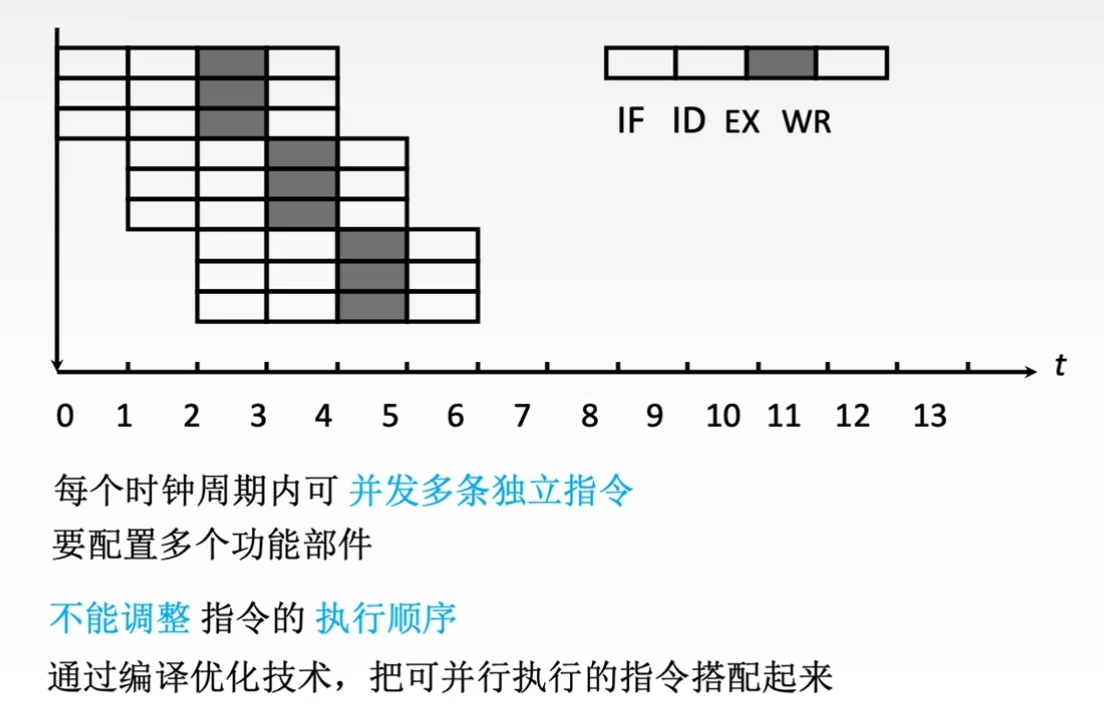 IF ID EX WR
t
0 1 2 3 4 5 6 7 8 9 10 11 12 13
每个时钟周期内可 并发多条独立指令
要配置多个功能部件
不能调整 指令的 执行顺序
通过编译优化技术，把可并行执行的指令搭配起来